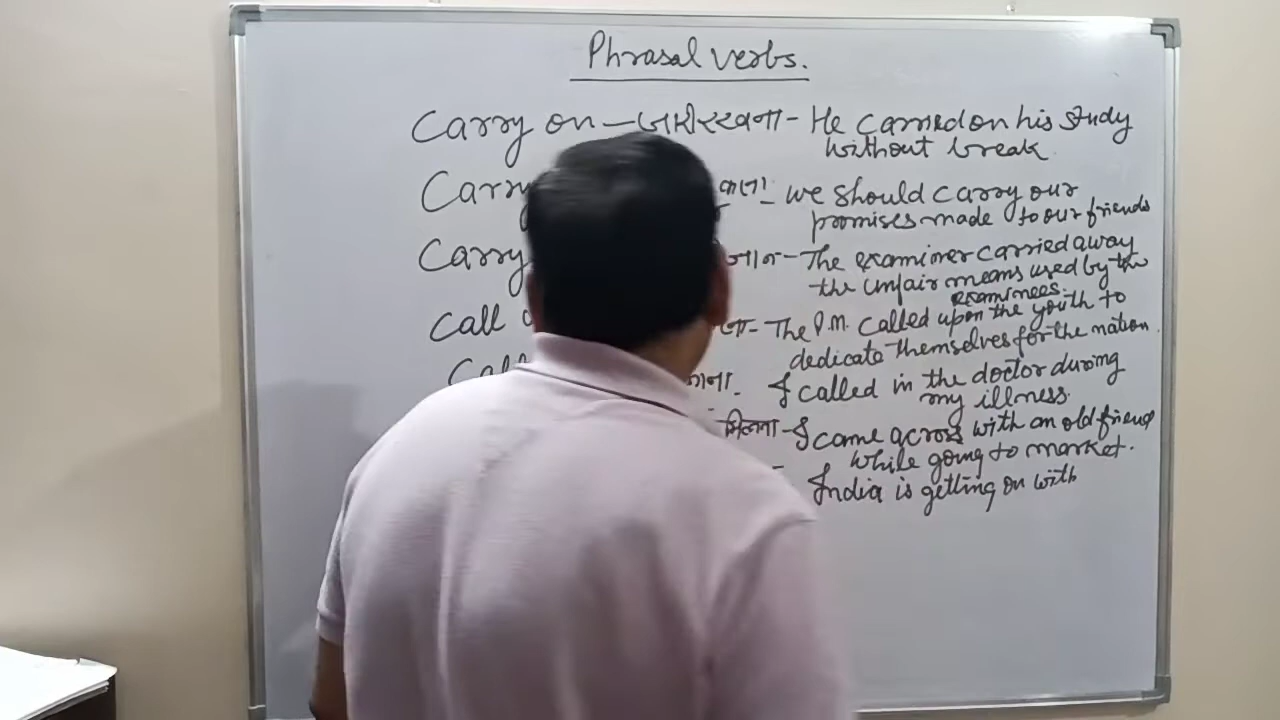 Phrasal verbs.
Carry on - जारी रखना - He carried on his study
without break
Carry we should carry our
promises made to our friends
Carry The examiner carried away
the unfair means used by the
examinees.
Call The P.M. called upon the youth to
dedicate themselves for the nation.
Call I called in the doctor during
my illness.
मिलना - I came across with an old friend
while going to market.
India is getting on with